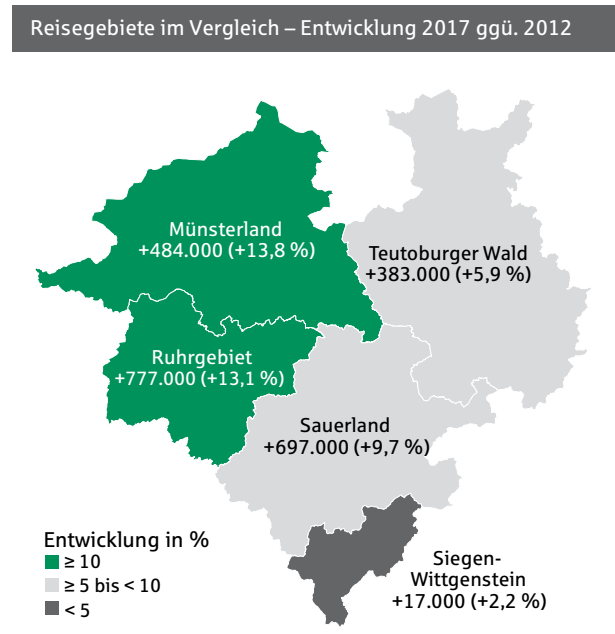 Reisegebiete im Vergleich – Entwicklung 2017 ggü. 2012
Münsterland
+484.000 (+13,8 %)
Teutoburger Wald
+383.000 (+5,9 %)
Ruhrgebiet
+777.000 (+13,1 %)
Sauerland
+697.000 (+9,7 %)
Entwicklung in %
≥ 10
≥ 5 bis < 10
< 5
Siegen-
Wittgenstein
+17.000 (+2,2 %)